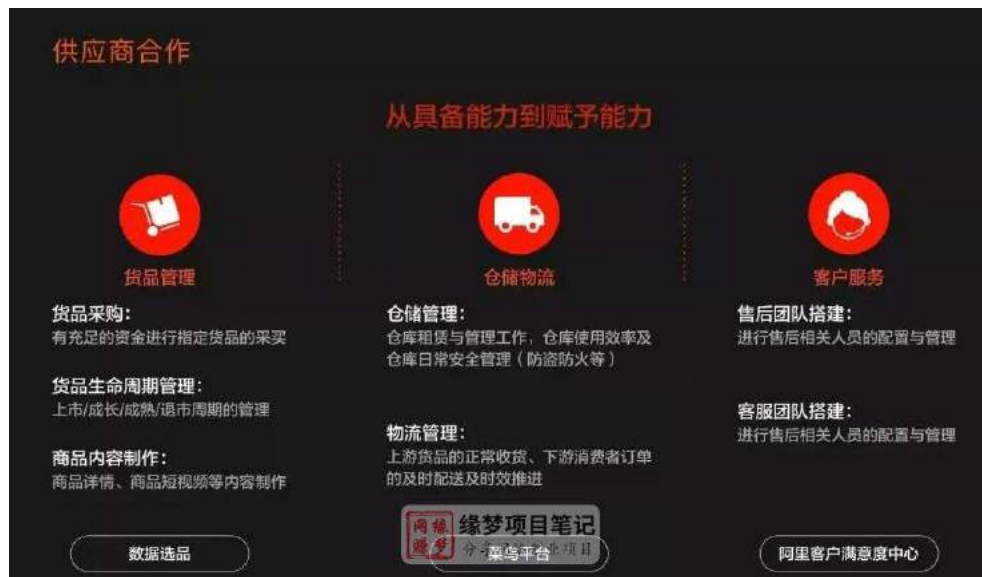 供应商合作
从具备能力到赋予能力
货品管理
货品采购：
有充足的资金进行指定货品的采买
货品生命周期管理：
上市/成长/成熟/退市周期的管理
商品内容制作：
商品详情、商品短视频等内容制作
数据选品
仓储物流
仓储管理：
仓库租赁与管理工作，仓库使用效率及
仓库日常安全管理（防盗防火等）
物流管理：
上游货品的正常收货、下游消费者订单
的及时配送及时效推进
缘梦项目笔记
菜鸟平台
客户服务
售后团队搭建：
进行售后相关人员的配置与管理
客服团队搭建：
进行售后相关人员的配置与管理
阿里客户满意度中心